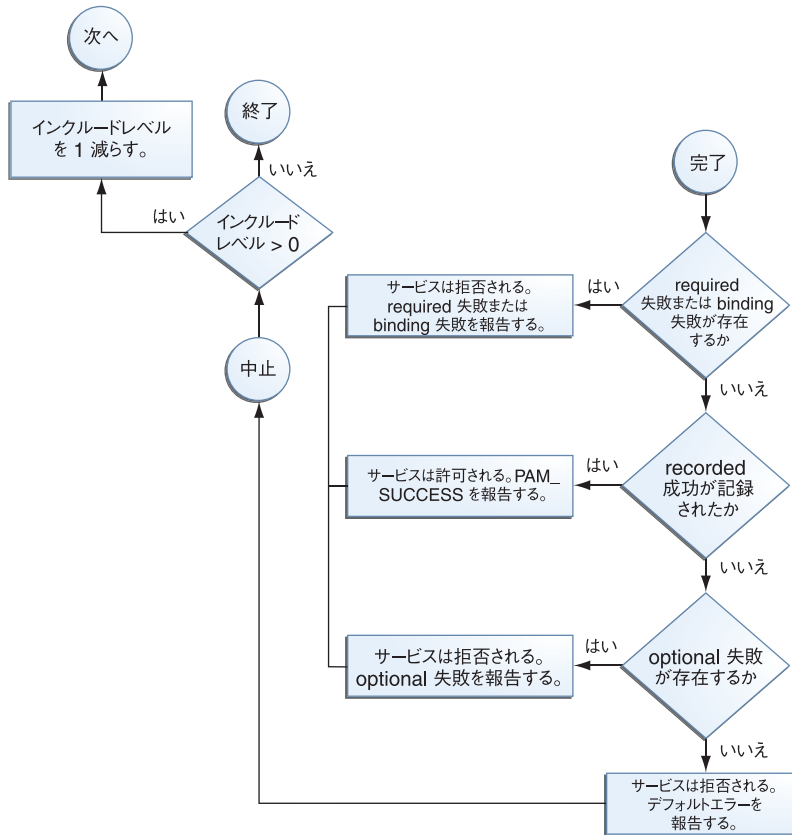 次へ
インクルードレベル
を 1 減らす。
終了
いいえ
はい
インクルード
レベル > 0
中止
完了
required
失敗または binding
失敗が存在
するか
はい
サービスは拒否される。
required 失敗または
binding 失敗を報告する。
いいえ
recorded
成功が記録
されたか
はい
サービスは許可される。PAM_
SUCCESS を報告する。
いいえ
optional 失敗
が存在するか
はい
サービスは拒否される。
optional 失敗を報告する。
いいえ
サービスは拒否される。
デフォルトエラーを
報告する。